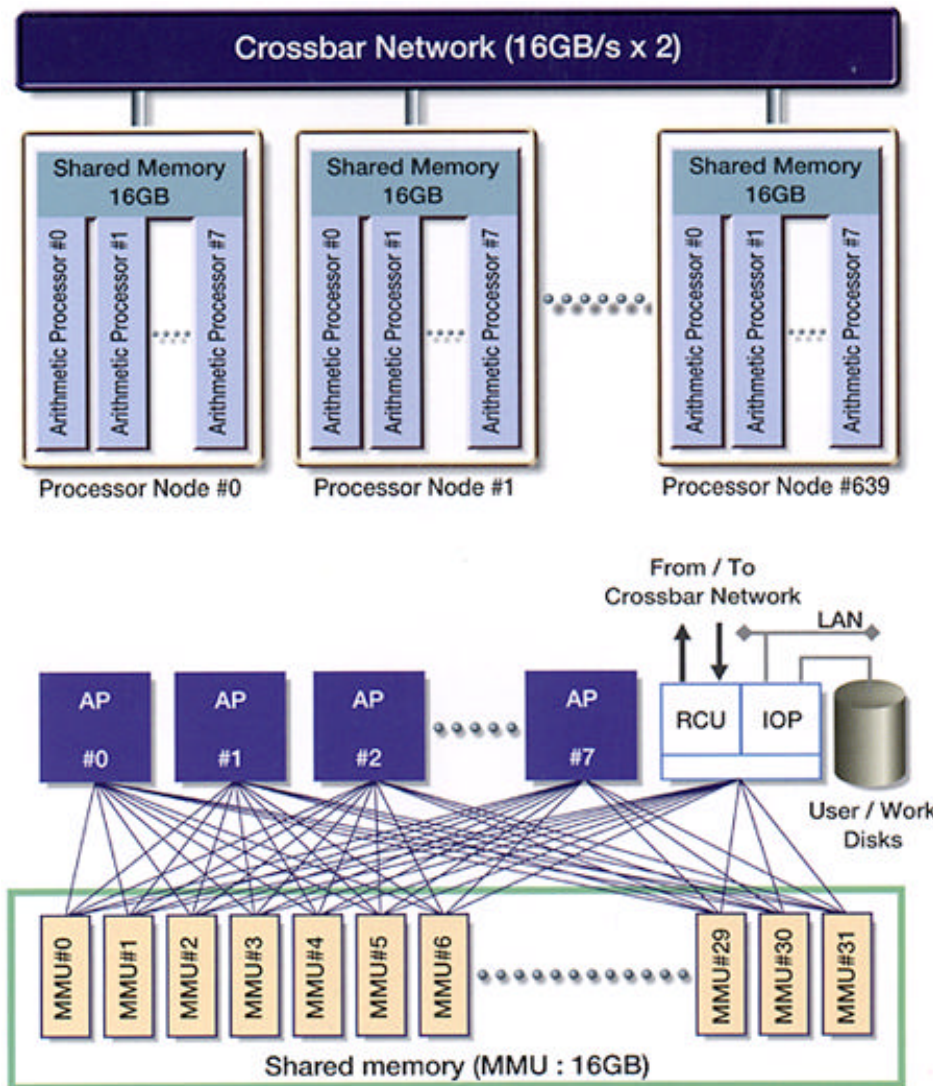 Crossbar Network (16GB/s x 2)
Shared Memory
16GB
Arithmetic Processor #0
Arithmetic Processor #1
Arithmetic Processor #7
Processor Node #0
Shared Memory
16GB
Arithmetic Processor #0
Arithmetic Processor #1
Arithmetic Processor #7
Processor Node #1
Shared Memory
16GB
Arithmetic Processor #0
Arithmetic Processor #1
Arithmetic Processor #7
Processor Node #639
From / To
Crossbar Network
LAN
AP
#0
AP
#1
AP
#2
AP
#7
RCU
IOP
User / Work
Disks
MMU#0
MMU#1
MMU#2
MMU#3
MMU#4
MMU#5
MMU#6
MMU#29
MMU#30
MMU#31
Shared memory (MMU : 16GB)